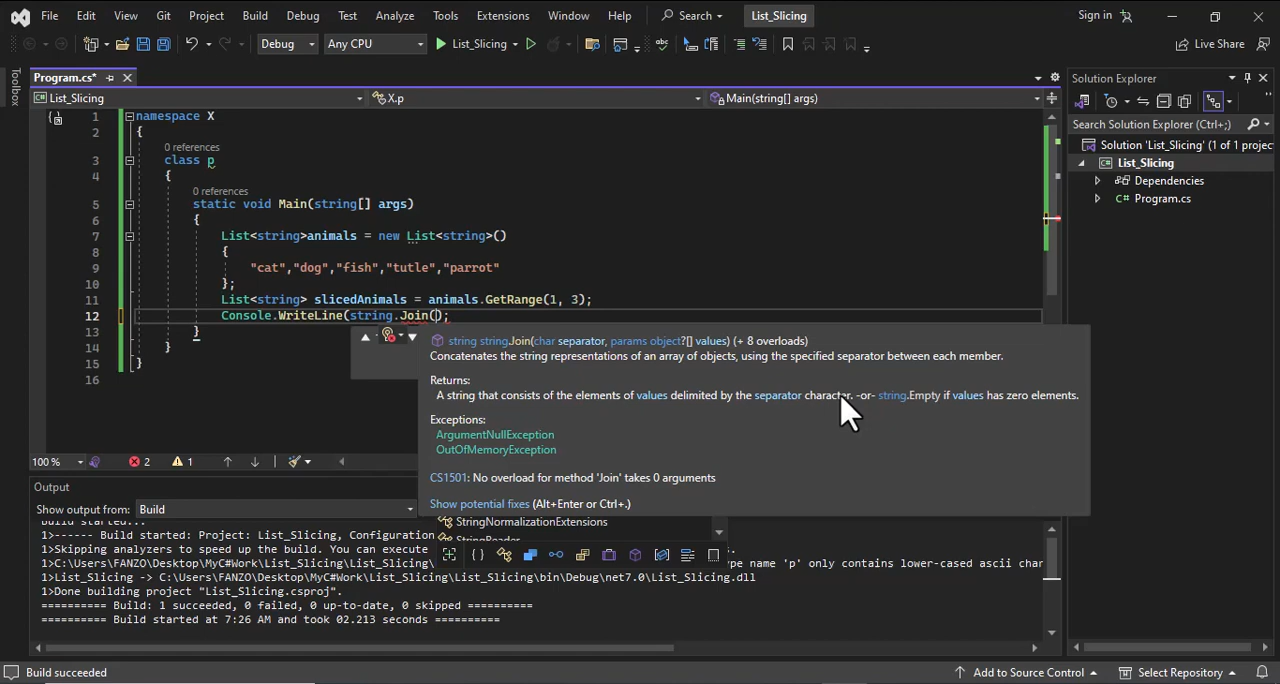 File Edit View Git Project Build Debug Test Analyze Tools Extensions Window Help Search List_Slicing Sign in
Debug Any CPU List_Slicing Live Share
Toolbox
Program.cs*
List_Slicing X.p Main(string[] args)
1 namespace X
2 {
0 references
3 class p
4 {
0 references
5 static void Main(string[] args)
6 {
7 List<string>animals = new List<string>()
8 {
9 "cat","dog","fish","tutle","parrot"
10 };
11 List<string> slicedAnimals = animals.GetRange(1, 3);
12 Console.WriteLine(string.Join();
13 }
14 }
15 }
16
string string.Join(char separator, params object?[] values) (+ 8 overloads)
Concatenates the string representations of an array of objects, using the specified separator between each member.
Returns:
A string that consists of the elements of values delimited by the separator character. -or- string.Empty if values has zero elements.
Exceptions:
ArgumentNullException
OutOfMemoryException
CS1501: No overload for method 'Join' takes 0 arguments
Show potential fixes (Alt+Enter or Ctrl+.)
StringNormalizationExtensions
StringReader
100 % 2 1
Output
Show output from: Build
Build started...
1>------ Build started: Project: List_Slicing, Configuration
1>Skipping analyzers to speed up the build. You can execute
1>C:\Users\FANZO\Desktop\MyC#Work\List_Slicing\List_Slicing\ ype name 'p' only contains lower-cased ascii char
1>List_Slicing -> C:\Users\FANZO\Desktop\MyC#Work\List_Slicing\List_Slicing\bin\Debug\net7.0\List_Slicing.dll
1>Done building project "List_Slicing.csproj".
========== Build: 1 succeeded, 0 failed, 0 up-to-date, 0 skipped ==========
========== Build started at 7:26 AM and took 02.213 seconds ==========
Solution Explorer
Search Solution Explorer (Ctrl+;)
Solution 'List_Slicing' (1 of 1 project
List_Slicing
Dependencies
C# Program.cs
Build succeeded Add to Source Control Select Repository